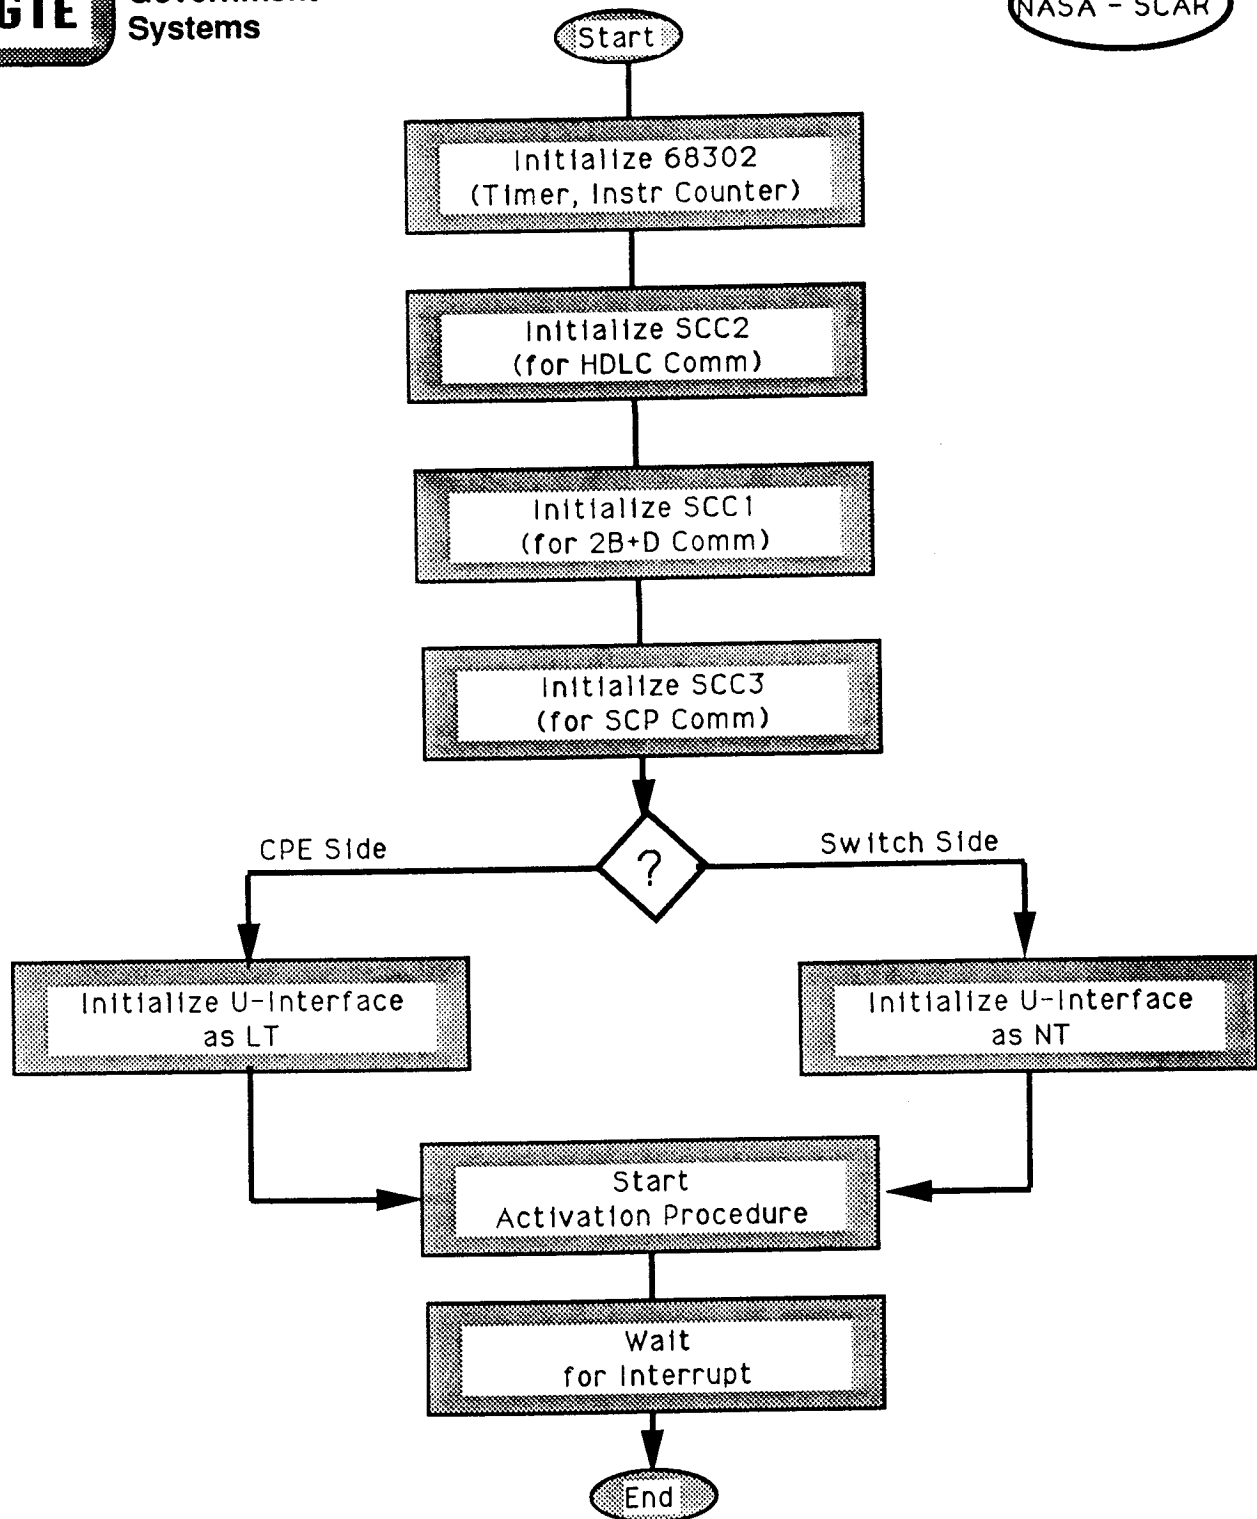 GTE
Systems
NASA - SCAR
Start
Initialize 68302
(Timer, Instr Counter)
Initialize SCC2
(for HDLC Comm)
Initialize SCC1
(for 2B+D Comm)
Initialize SCC3
(for SCP Comm)
?
CPE Side
Switch Side
Initialize U-Interface
as LT
Initialize U-Interface
as NT
Start
Activation Procedure
Wait
for Interrupt
End